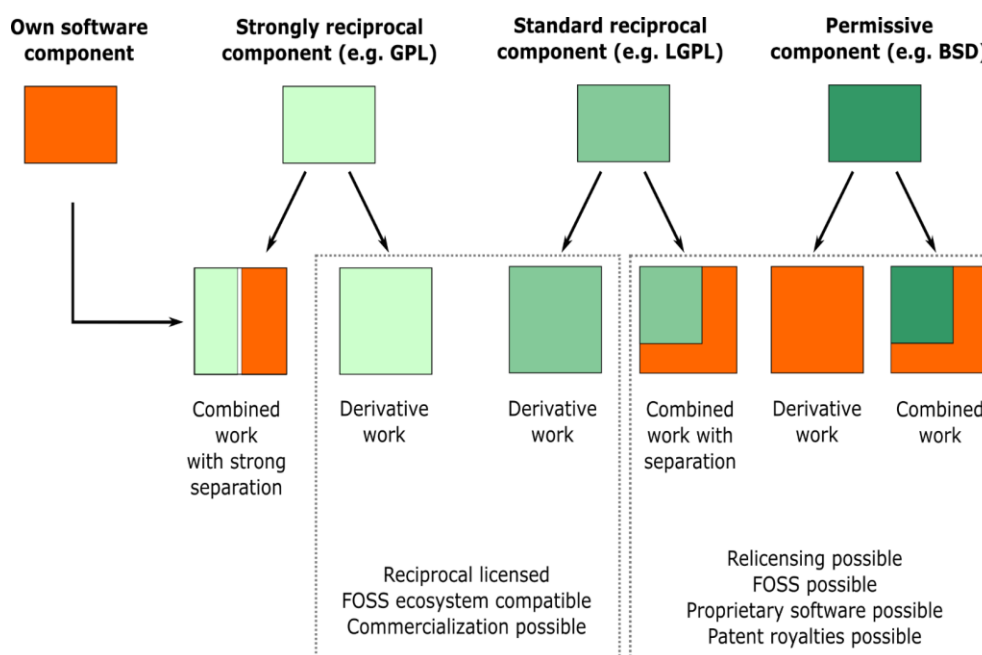 Own software
component
Strongly reciprocal
component (e.g. GPL)
Standard reciprocal
component (e.g. LGPL)
Permissive
component (e.g. BSD)
Combined
work
with strong
separation
Derivative
work
Derivative
work
Combined
work with
separation
Derivative
work
Combined
work
Reciprocal licensed
FOSS ecosystem compatible
Commercialization possible
Relicensing possible
FOSS possible
Proprietary software possible
Patent royalties possible